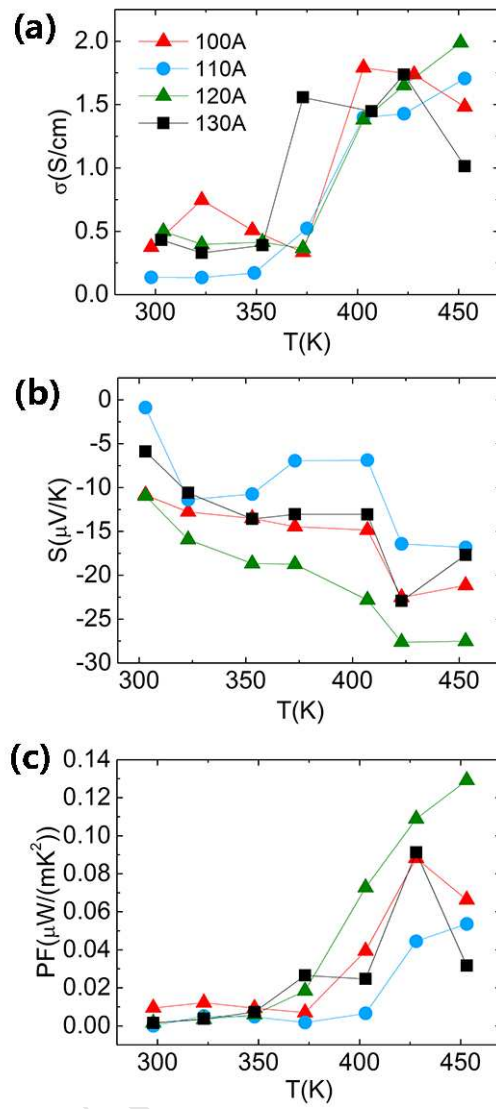 (a)
2.0
1.5
1.0
0.5
0.0
σ(S/cm)
100A
110A
120A
130A
300 350 400 450
T(K)
(b)
0
-5
-10
-15
-20
-25
-30
S(μV/K)
300 350 400 450
T(K)
(c)
0.14
0.12
0.10
0.08
0.06
0.04
0.02
0.00
PF(μW/(mK²))
300 350 400 450
T(K)